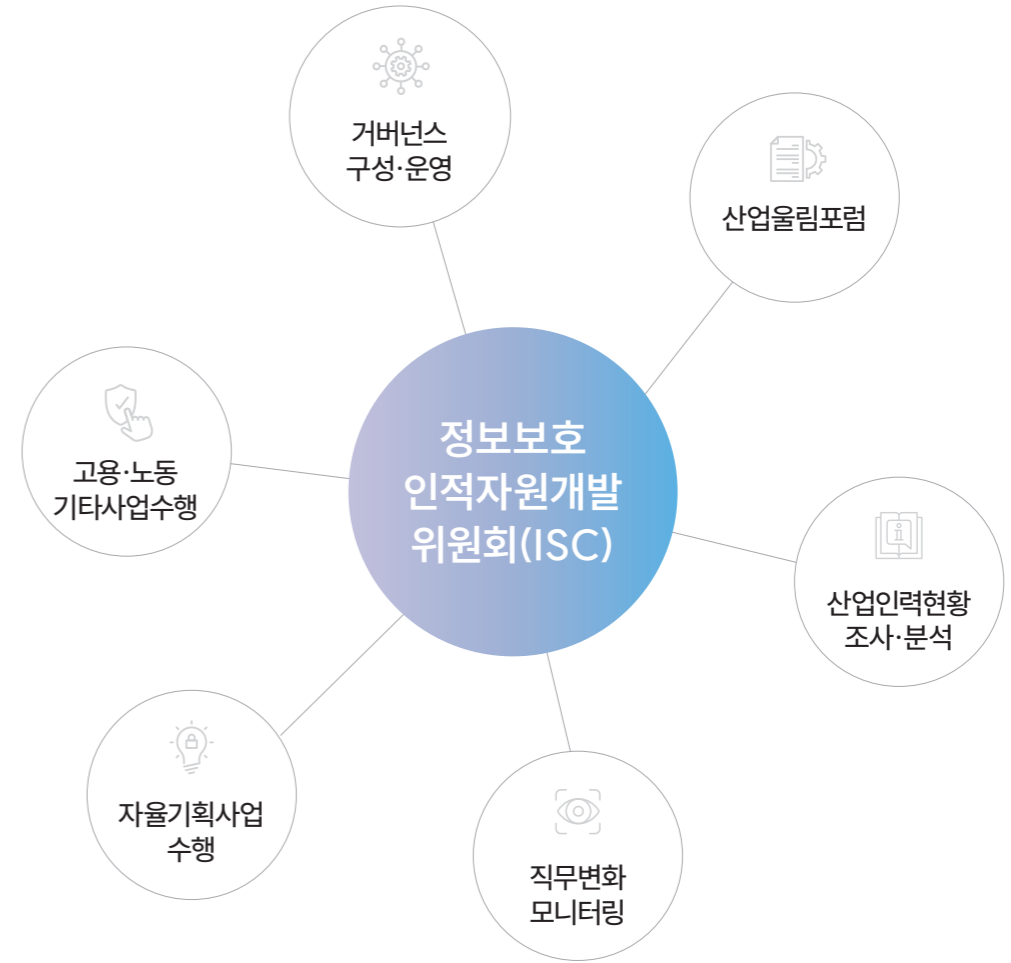 거버넌스
구성·운영
산업울림포럼
고용·노동
기타사업수행
정보보호
인적자원개발
위원회(ISC)
산업인력현황
조사·분석
자율기획사업
수행
직무변화
모니터링